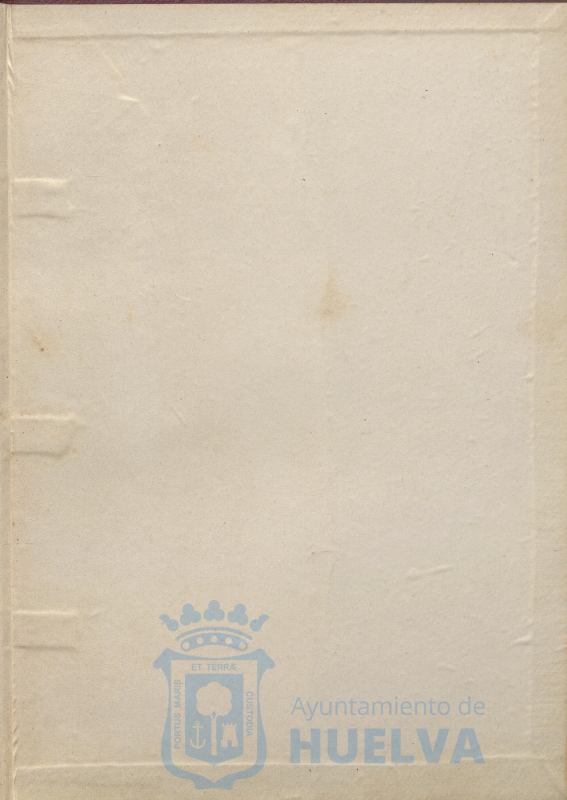 ET TERRÆ
PORTUS MARIS
CUSTODIA
Ayuntamiento de
HUELVA